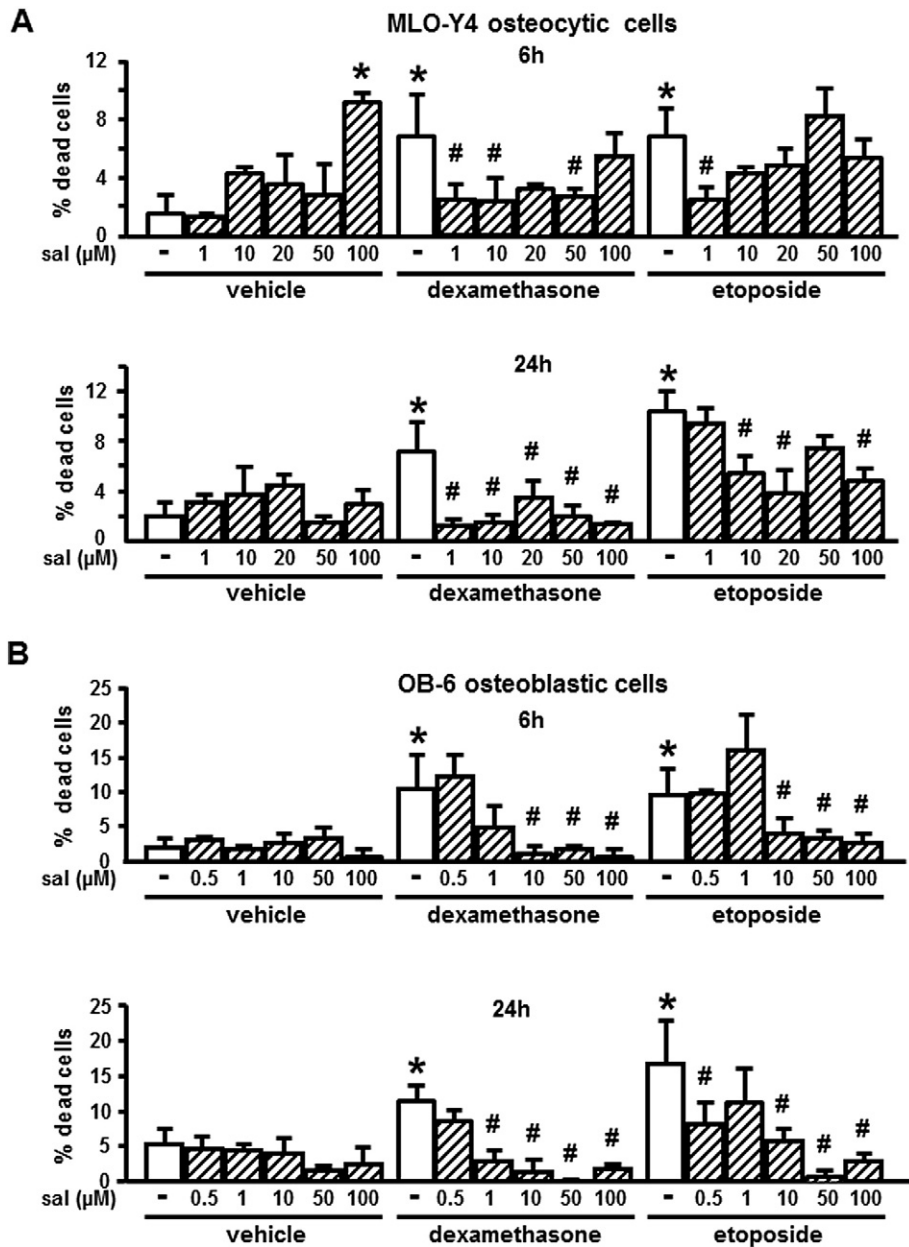 A
MLO-Y4 osteocytic cells
6h
% dead cells
12
8
4
0
* * *
# # # #
sal (µM) - 1 10 20 50 100 - 1 10 20 50 100 - 1 10 20 50 100
vehicle dexamethasone etoposide
24h
% dead cells
12
8
4
0
* *
# # # # # # # #
sal (µM) - 1 10 20 50 100 - 1 10 20 50 100 - 1 10 20 50 100
vehicle dexamethasone etoposide
B
OB-6 osteoblastic cells
6h
% dead cells
25
20
15
10
5
0
* *
# # # # # #
sal (µM) - 0.5 1 10 50 100 - 0.5 1 10 50 100 - 0.5 1 10 50 100
vehicle dexamethasone etoposide
24h
% dead cells
25
20
15
10
5
0
* *
# # # # # # # #
sal (µM) - 0.5 1 10 50 100 - 0.5 1 10 50 100 - 0.5 1 10 50 100
vehicle dexamethasone etoposide